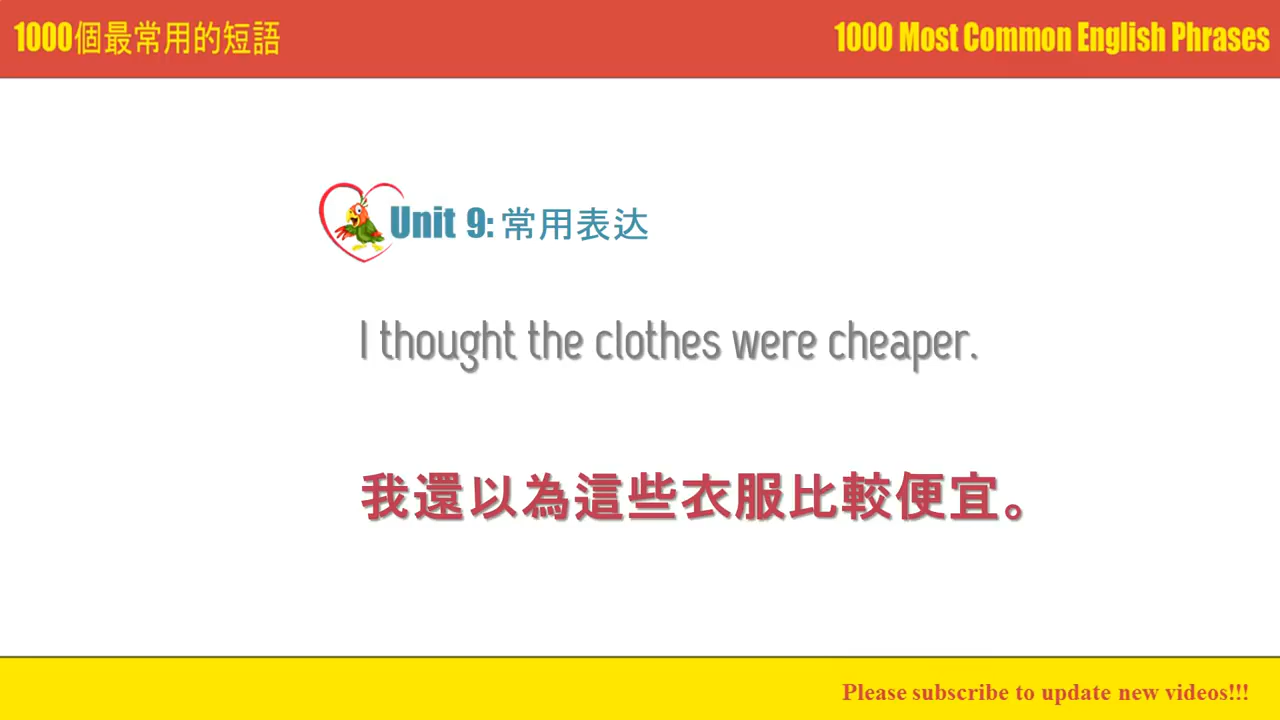 1000個最常用的短語
1000 Most Common English Phrases
Unit 9: 常用表达
I thought the clothes were cheaper.
我還以為這些衣服比較便宜。
Please subscribe to update new videos!!!